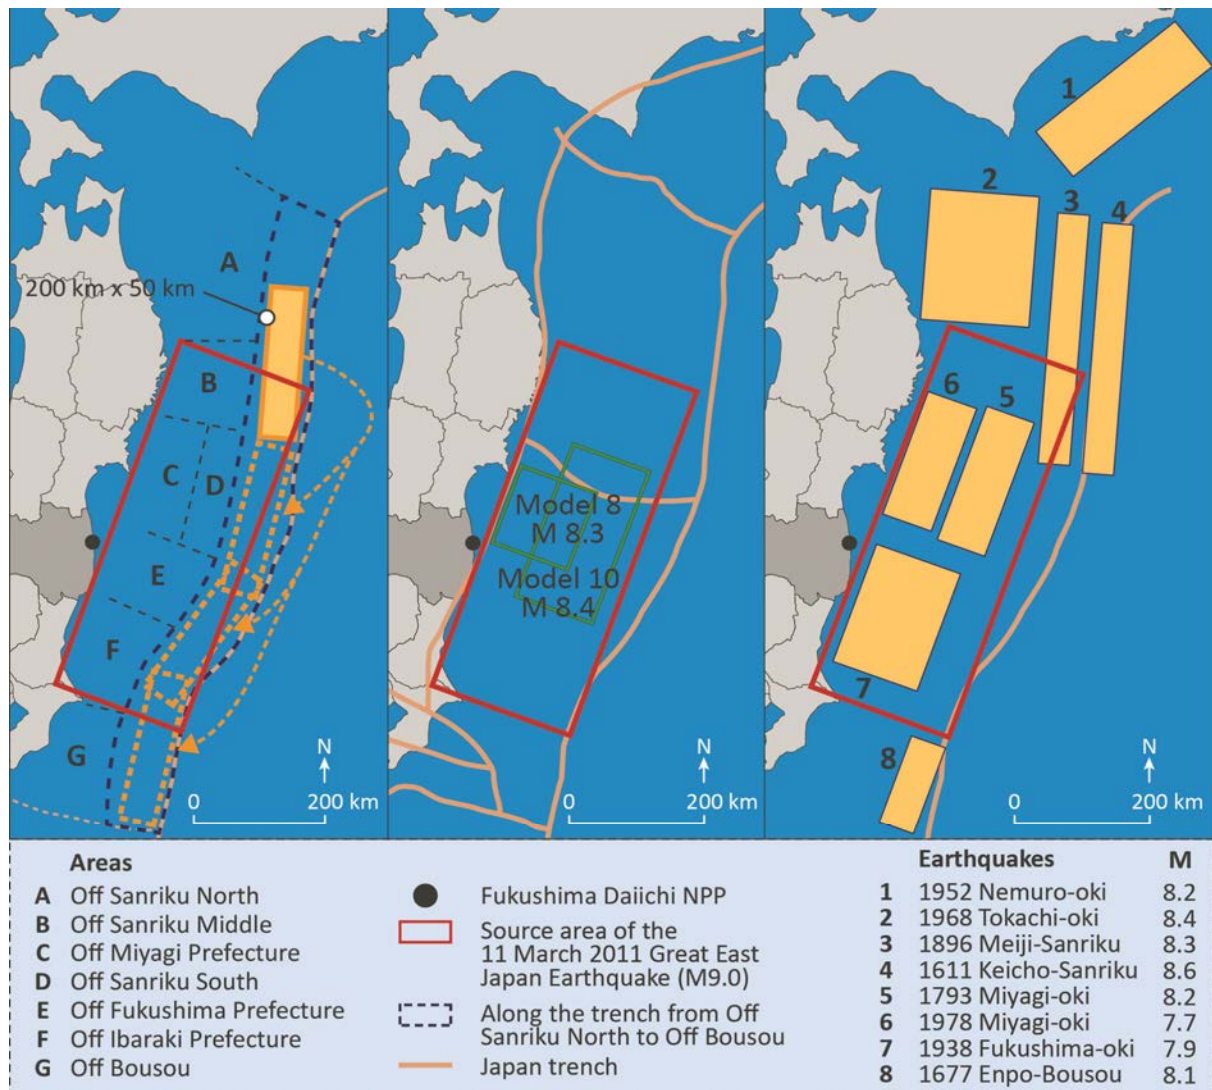 A
200 km x 50 km
B
C
D
E
F
G
N
0
200 km
Model 8
M 8.3
Model 10
M 8.4
N
0
200 km
1
2
3
4
6
5
7
8
N
0
200 km
Areas
A Off Sanriku North
B Off Sanriku Middle
C Off Miyagi Prefecture
D Off Sanriku South
E Off Fukushima Prefecture
F Off Ibaraki Prefecture
G Off Bousou
Fukushima Daiichi NPP
Source area of the
11 March 2011 Great East
Japan Earthquake (M9.0)
Along the trench from Off
Sanriku North to Off Bousou
Japan trench
Earthquakes M
1 1952 Nemuro-oki 8.2
2 1968 Tokachi-oki 8.4
3 1896 Meiji-Sanriku 8.3
4 1611 Keicho-Sanriku 8.6
5 1793 Miyagi-oki 8.2
6 1978 Miyagi-oki 7.7
7 1938 Fukushima-oki 7.9
8 1677 Enpo-Bousou 8.1